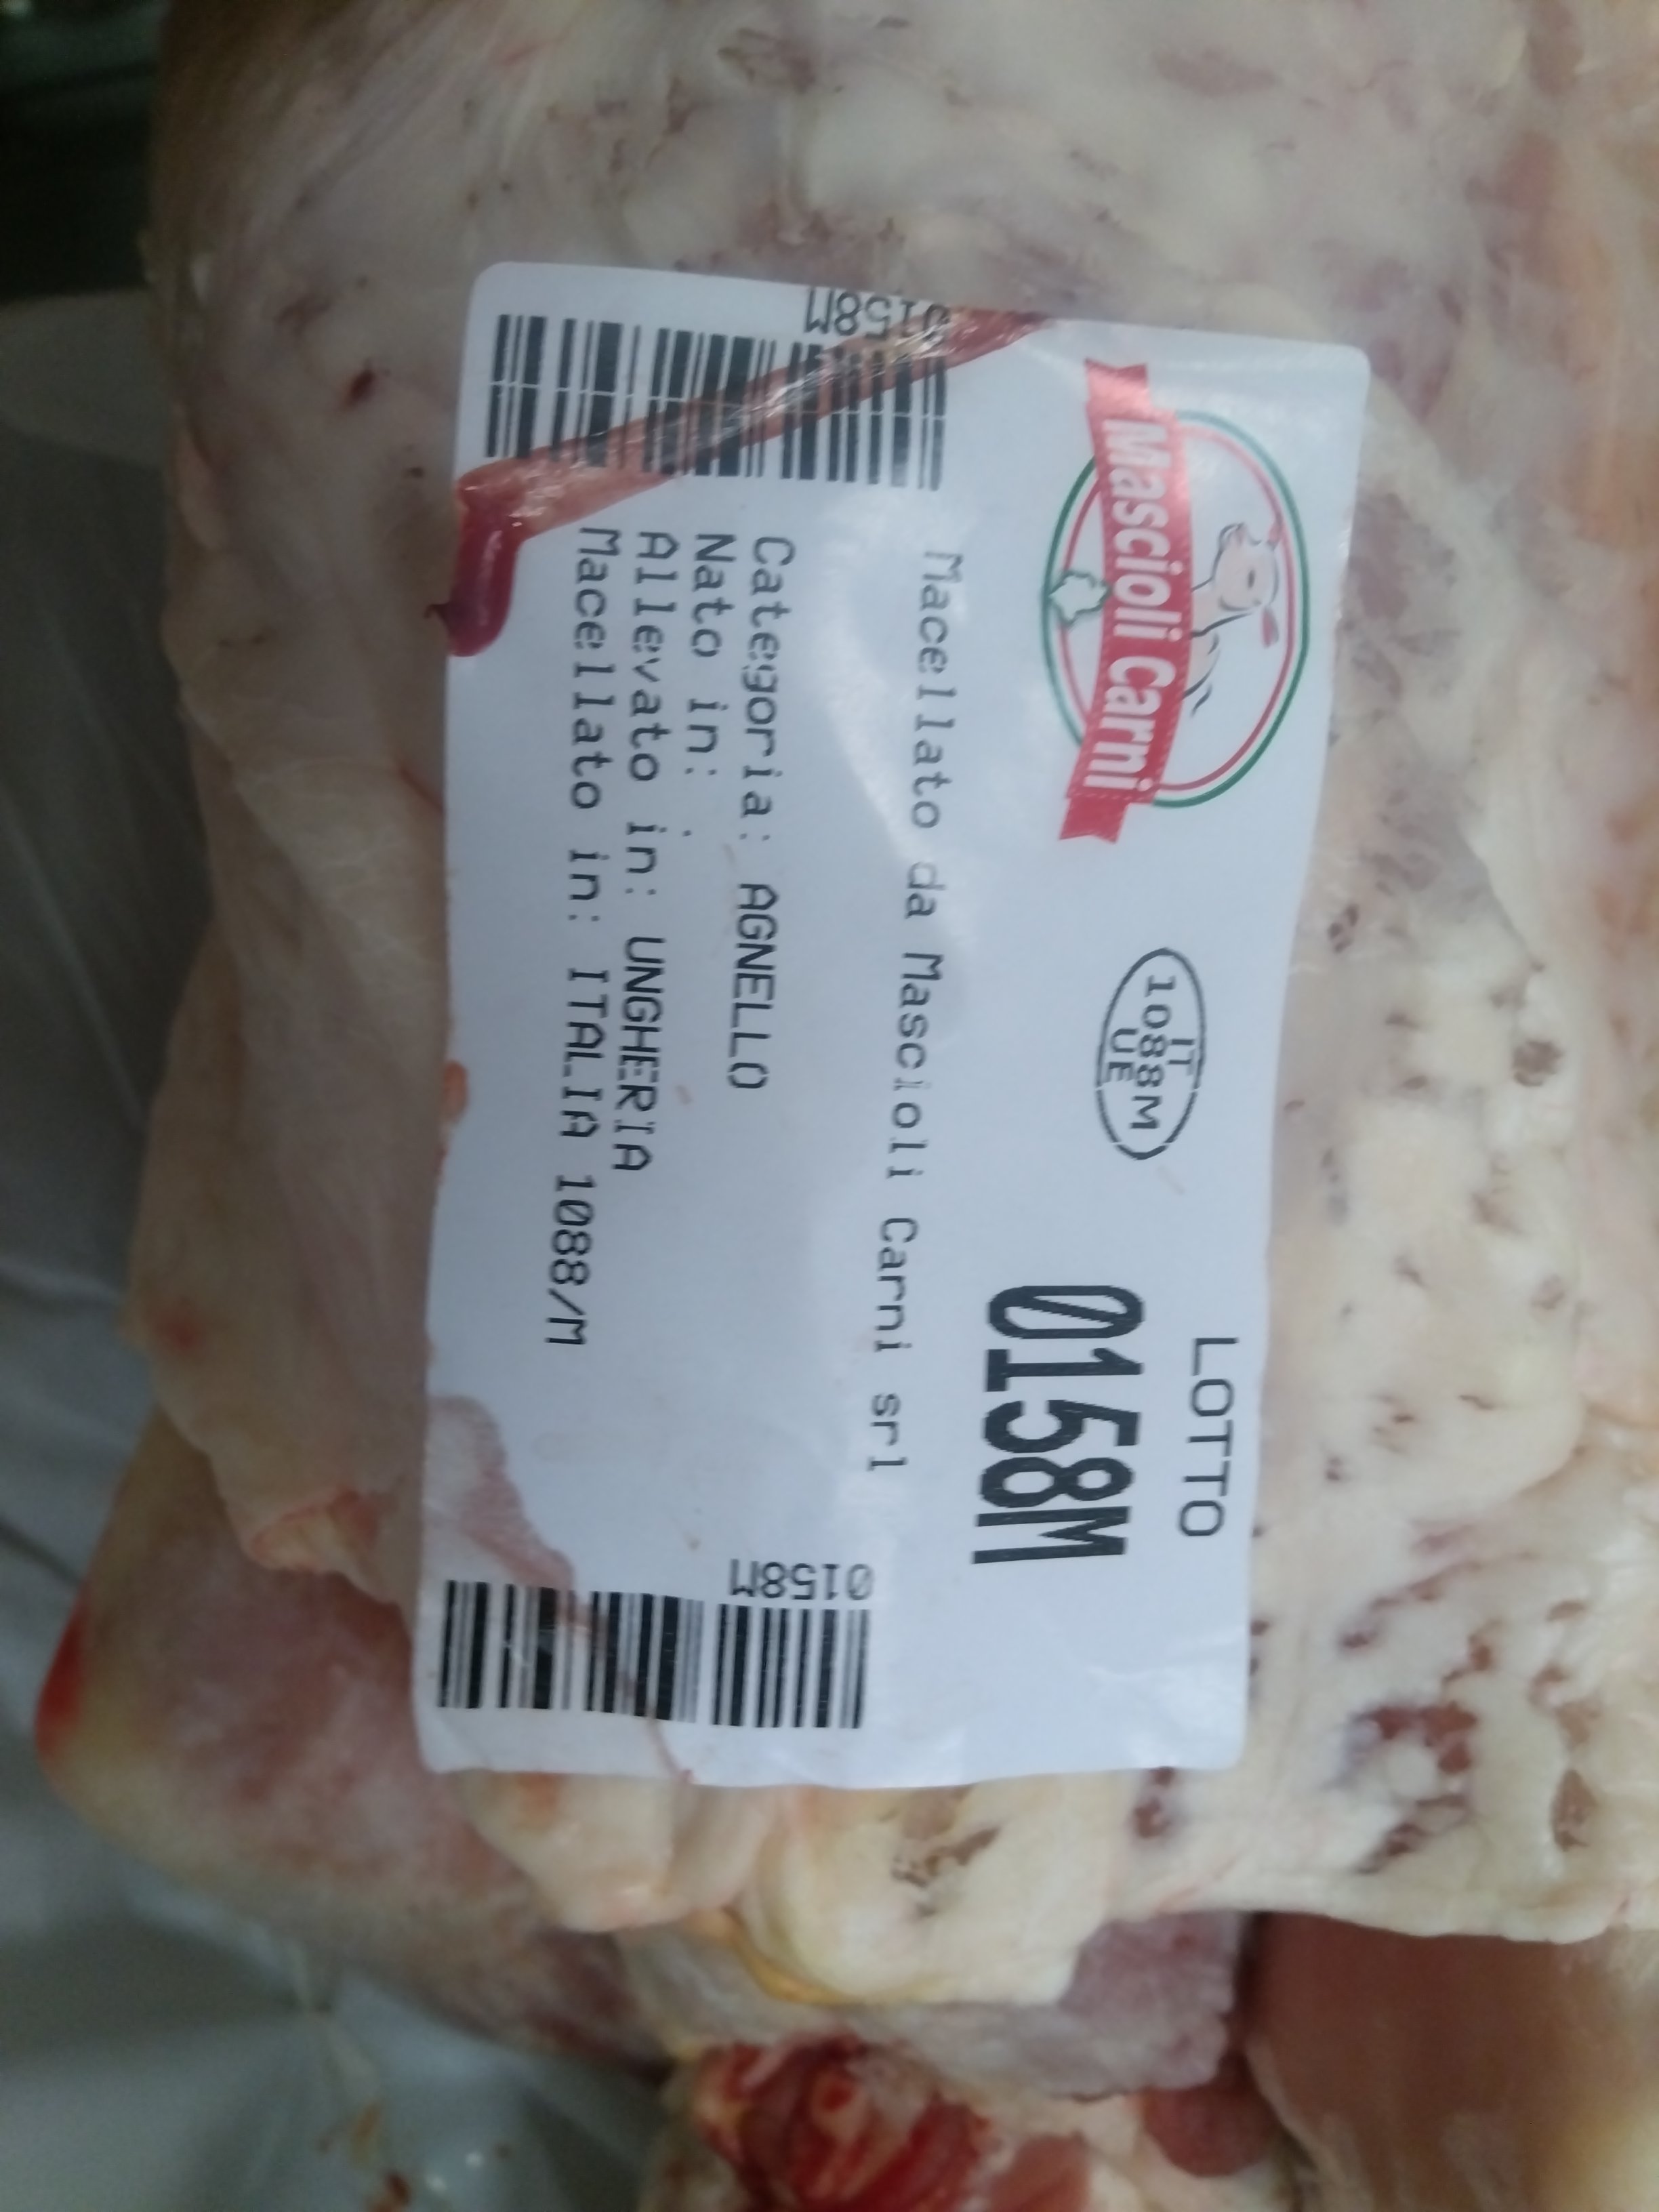 Mascioli Carni
IT
1088M
UE
LOTTO
0158M
Macellato da Mascioli Carni srl
Categoria: AGNELLO
Nato in: .
Allevato in: UNGHERIA
Macellato in: ITALIA 1088/M
0158M
0158M